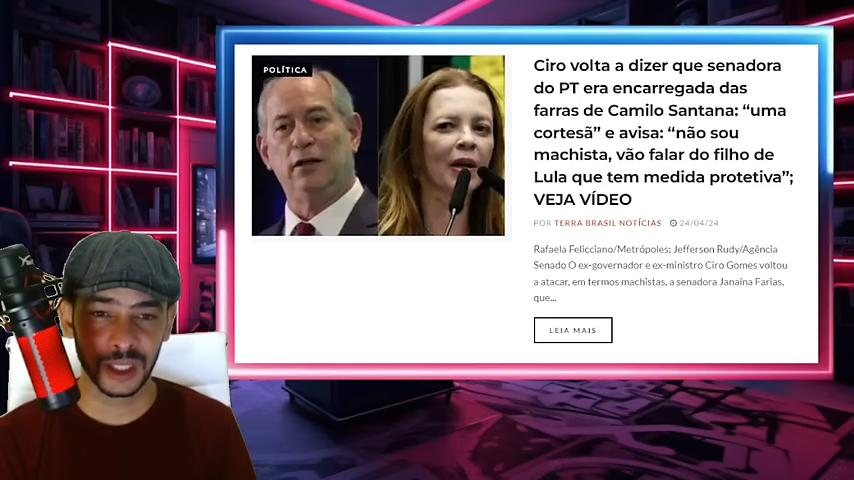 POLÍTICA
Ciro volta a dizer que senadora
do PT era encarregada das
farras de Camilo Santana: “uma
cortesã” e avisa: “não sou
machista, vão falar do filho de
Lula que tem medida protetiva”;
VEJA VÍDEO
POR TERRA BRASIL NOTÍCIAS 24/04/24
Rafaela Felicciano/Metrópoles; Jefferson Rudy/Agência
Senado O ex-governador e ex-ministro Ciro Gomes voltou
a atacar, em termos machistas, a senadora Janaína Farias,
que...
LEIA MAIS